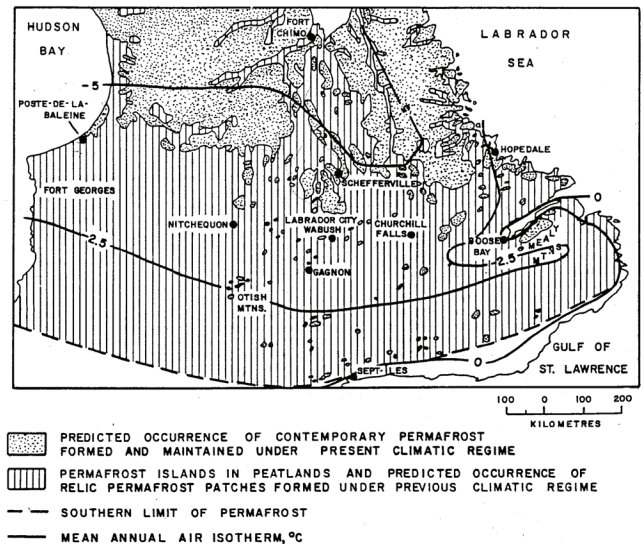 HUDSON
BAY
FORT
CHIMO
LABRADOR
SEA
-5
POSTE-DE-LA-
BALEINE
HOPEDALE
SCHEFFERVILLE
FORT GEORGES
0
NITCHEQUON
LABRADOR CITY
WABUSH
CHURCHILL
FALLS
GOOSE
BAY
MEALY
MTNS
2.5
-2.5
GAGNON
OTISH
MTNS.
0
GULF OF
ST. LAWRENCE
SEPT-ILES
100 0 100 200
KILOMETRES
PREDICTED OCCURRENCE OF CONTEMPORARY PERMAFROST
FORMED AND MAINTAINED UNDER PRESENT CLIMATIC REGIME
PERMAFROST ISLANDS IN PEATLANDS AND PREDICTED OCCURRENCE OF
RELIC PERMAFROST PATCHES FORMED UNDER PREVIOUS CLIMATIC REGIME
SOUTHERN LIMIT OF PERMAFROST
MEAN ANNUAL AIR ISOTHERM, °C